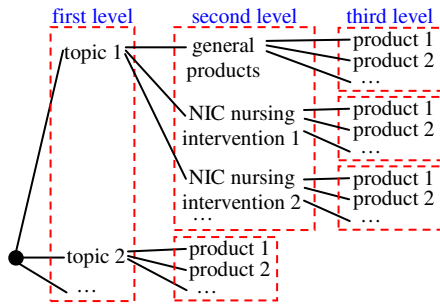 first level second level third level
topic 1
general
products
product 1
product 2
...
NIC nursing
intervention 1
product 1
product 2
...
NIC nursing
intervention 2
...
product 1
product 2
...
topic 2
product 1
product 2
...
...